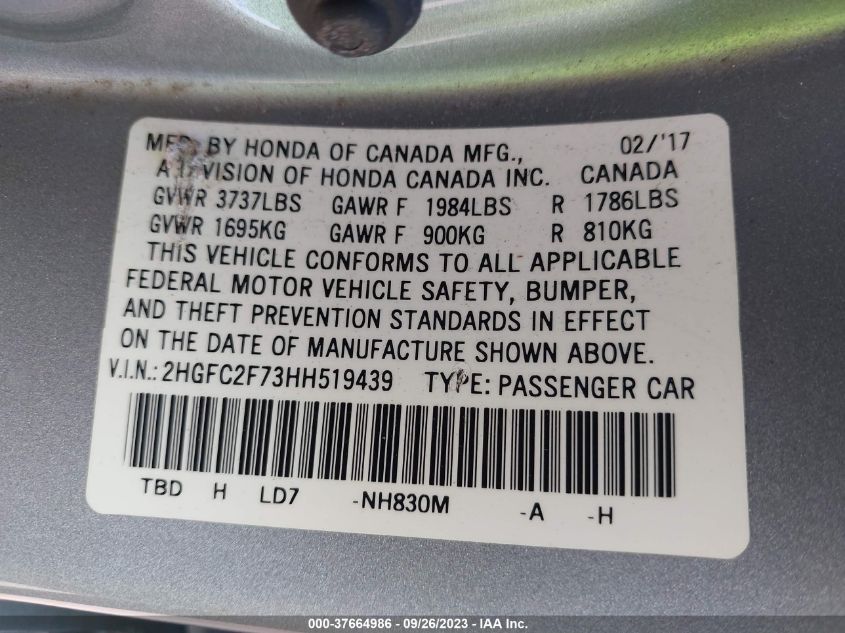 MFD. BY HONDA OF CANADA MFG., 02/'17
A DIVISION OF HONDA CANADA INC. CANADA
GVWR 3737LBS GAWR F 1984LBS R 1786LBS
GVWR 1695KG GAWR F 900KG R 810KG
THIS VEHICLE CONFORMS TO ALL APPLICABLE
FEDERAL MOTOR VEHICLE SAFETY, BUMPER,
AND THEFT PREVENTION STANDARDS IN EFFECT
ON THE DATE OF MANUFACTURE SHOWN ABOVE.
V.I.N.: 2HGFC2F73HH519439 TYPE: PASSENGER CAR
TBD H LD7 -NH830M -A -H
000-37664986 - 09/26/2023 - IAA Inc.